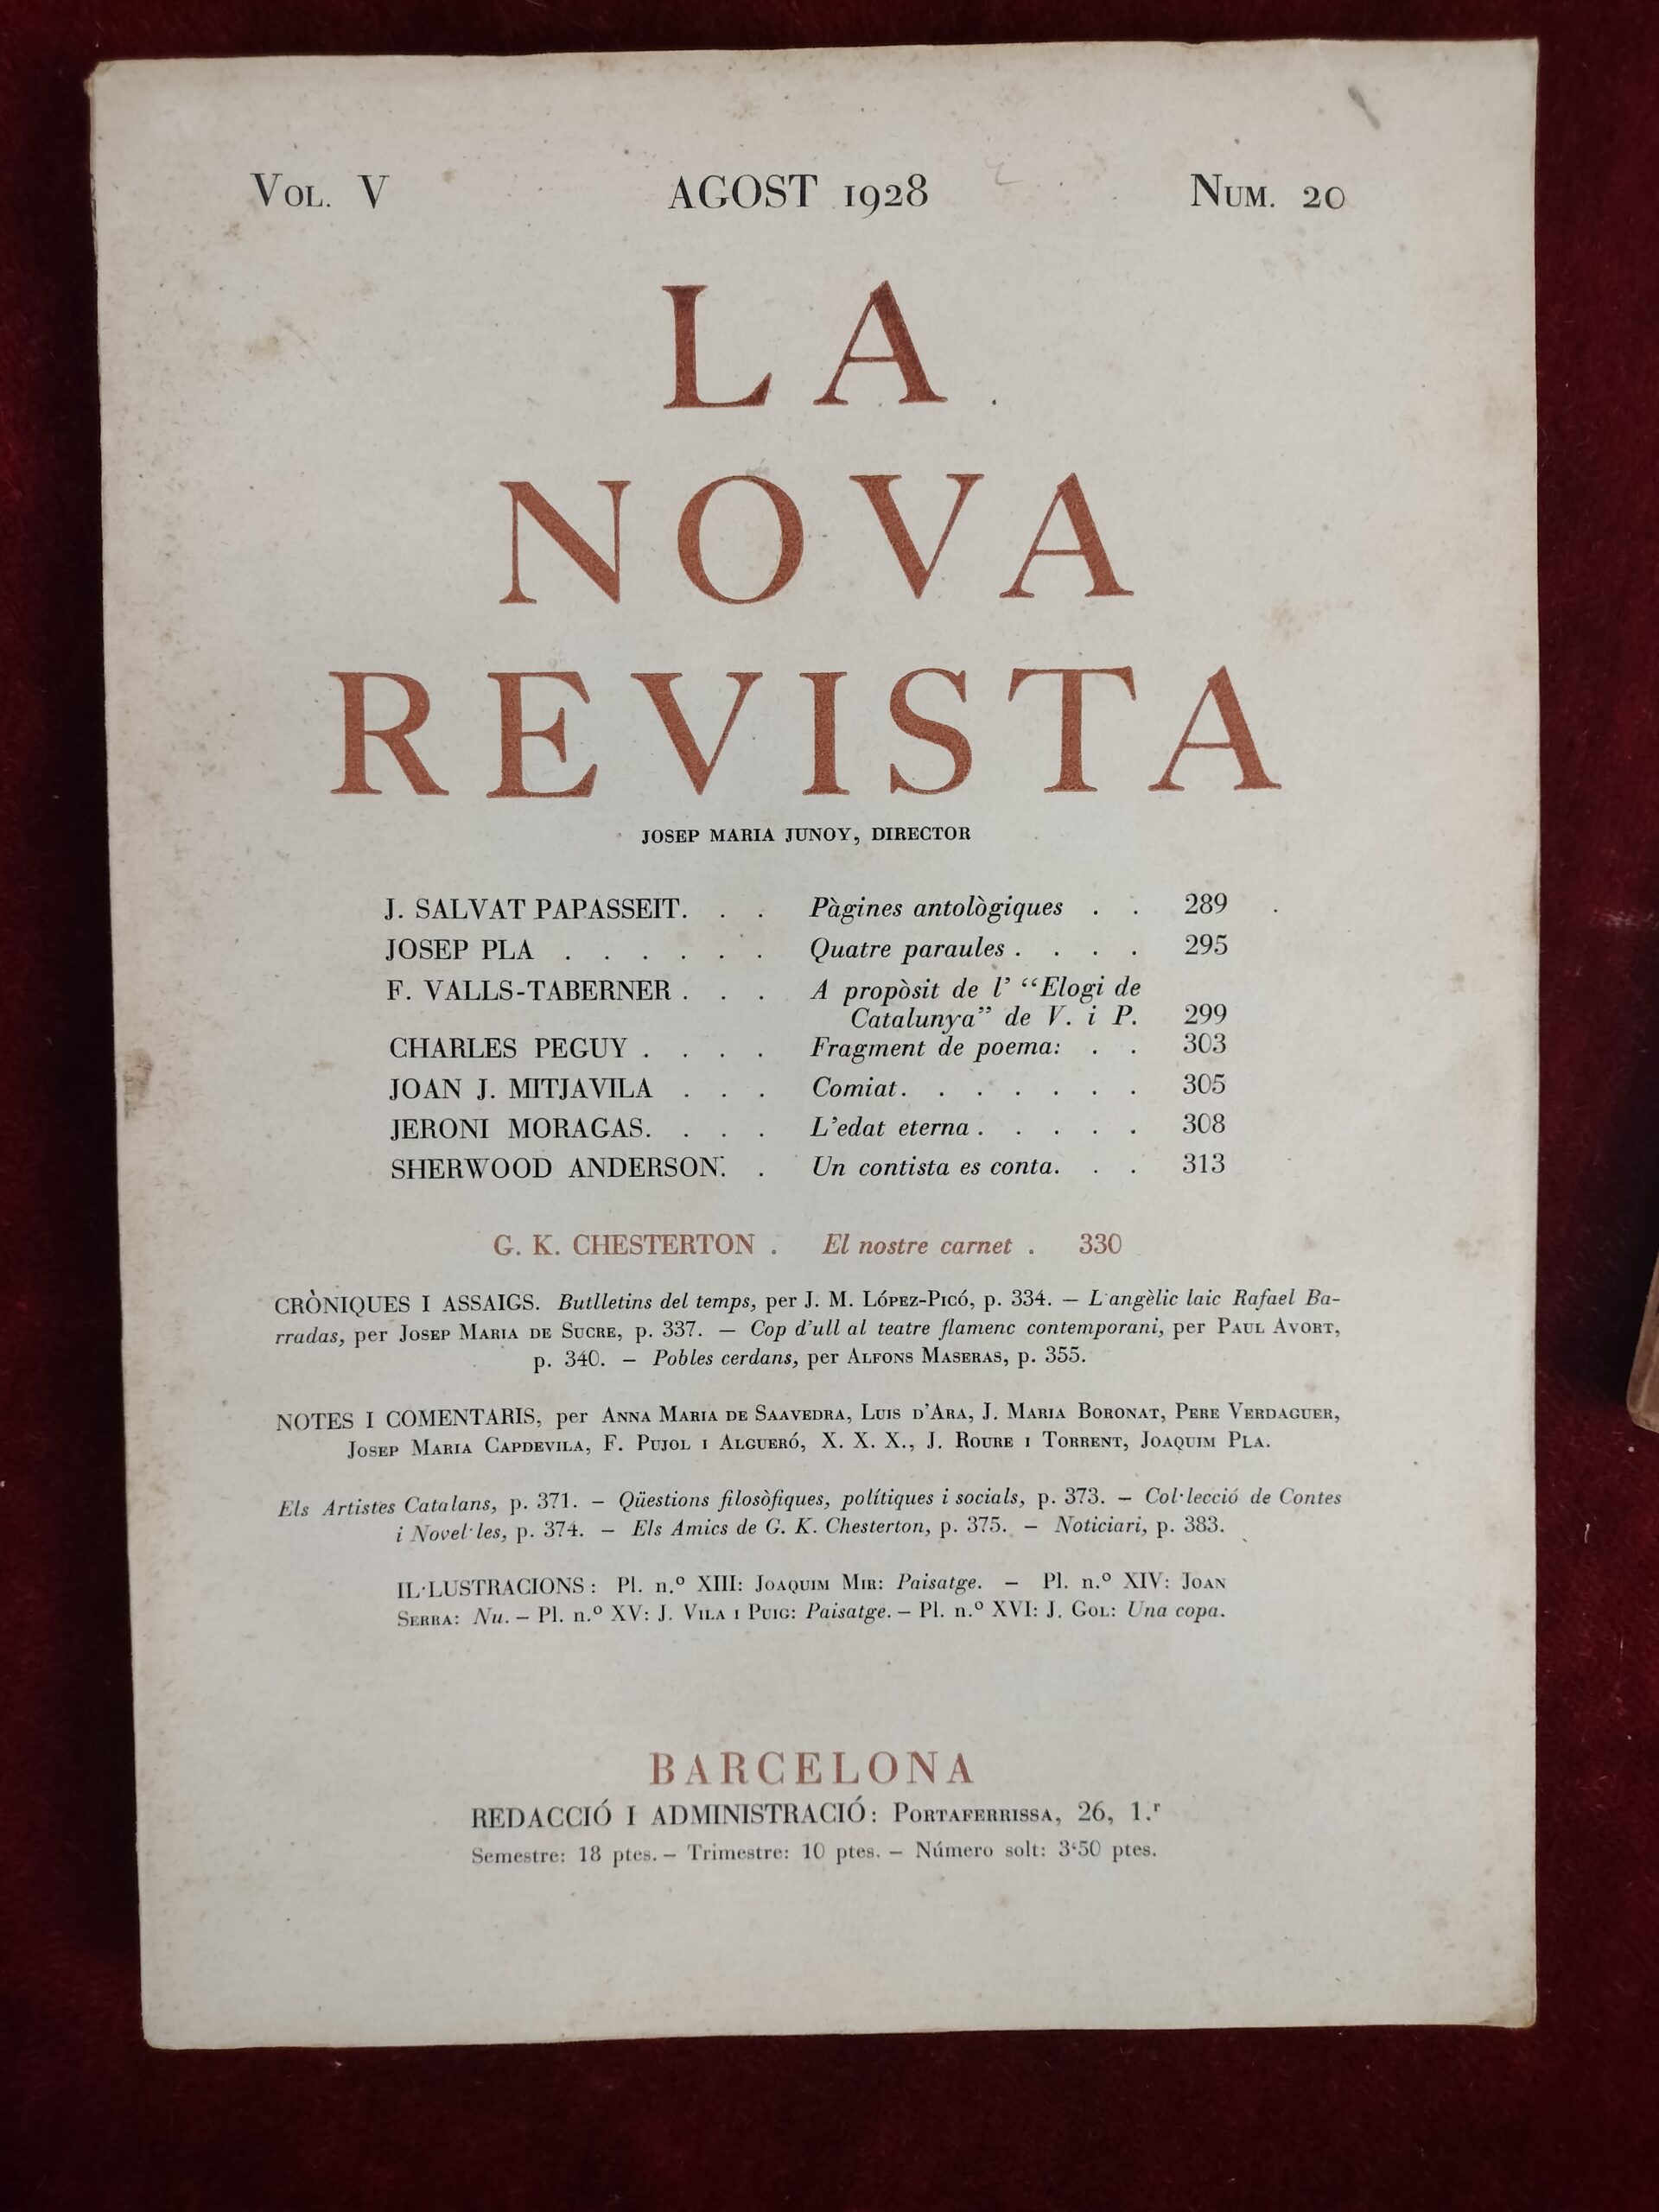 Vol. V AGOST 1928 Num. 20
LA
NOVA
REVISTA
JOSEP MARIA JUNOY, DIRECTOR
J. SALVAT PAPASSEIT. . . Pàgines antològiques . . 289
JOSEP PLA . . . . . . Quatre paraules . . . . 295
F. VALLS-TABERNER . . . A propòsit de l' “Elogi de
Catalunya” de V. i P. 299
CHARLES PEGUY . . . . Fragment de poema: . . 303
JOAN J. MITJAVILA . . . Comiat. . . . . . . 305
JERONI MORAGAS. . . . L'edat eterna . . . . . 308
SHERWOOD ANDERSON. . Un contista es conta. . . 313
G. K. CHESTERTON . El nostre carnet . 330
CRÒNIQUES I ASSAIGS. Butlletins del temps, per J. M. López-Picó, p. 334. — L'angèlic laic Rafael Ba-
rradas, per Josep Maria de Sucre, p. 337. — Cop d'ull al teatre flamenc contemporani, per Paul Avort,
p. 340. — Pobles cerdans, per Alfons Maseras, p. 355.
NOTES I COMENTARIS, per Anna Maria de Saavedra, Luis d'Ara, J. Maria Boronat, Pere Verdaguer,
Josep Maria Capdevila, F. Pujol i Algueró, X. X. X., J. Roure i Torrent, Joaquim Pla.
Els Artistes Catalans, p. 371. — Qüestions filosòfiques, polítiques i socials, p. 373. — Col·lecció de Contes
i Novel·les, p. 374. — Els Amics de G. K. Chesterton, p. 375. — Noticiari, p. 383.
IL·LUSTRACIONS: Pl. n.º XIII: Joaquim Mir: Paisatge. — Pl. n.º XIV: Joan
Serra: Nu. — Pl. n.º XV: J. Vila i Puig: Paisatge. — Pl. n.º XVI: J. Gol: Una copa.
BARCELONA
REDACCIÓ I ADMINISTRACIÓ: Portaferrissa, 26, 1.r
Semestre: 18 ptes. — Trimestre: 10 ptes. — Número solt: 3‘50 ptes.